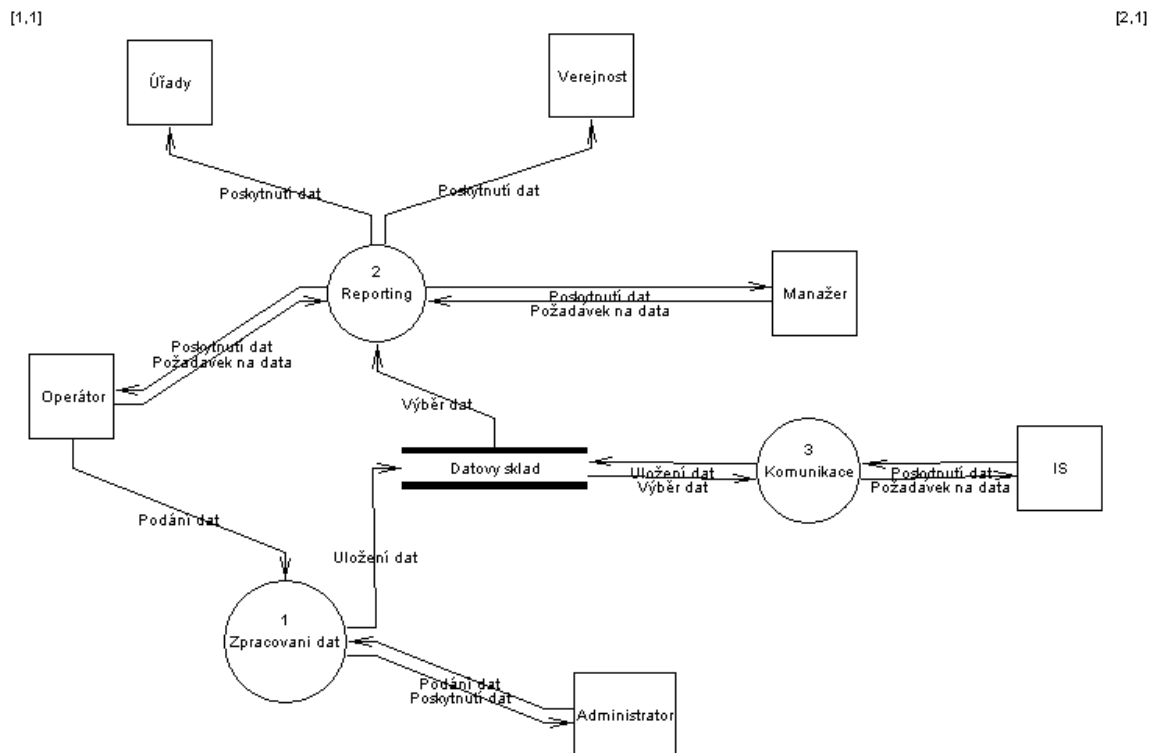 [1,1]
[2,1]
Úřady
Verejnost
Poskytnutí dat
Poskytnutí dat
2
Reporting
Manažer
Poskytnutí dat
Požadavek na data
Poskytnutí dat
Požadavek na data
Operátor
Výběr dat
3
Komunikace
Datovy sklad
Uložení dat
Výběr dat
Poskytnutí dat
Požadavek na data
IS
Podání dat
Uložení dat
1
Zpracovani dat
Podání dat
Poskytnutí dat
Administrator